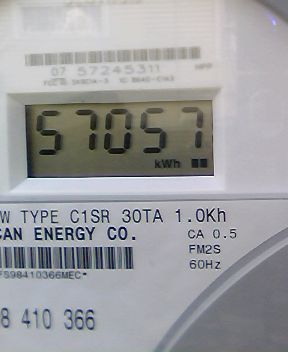 07 57245311
57057
kWh
W TYPE C1SR 30TA 1.0Kh
CAN ENERGY CO.
CA 0.5
FM2S
60Hz
FS98410366MEC*
8 410 366